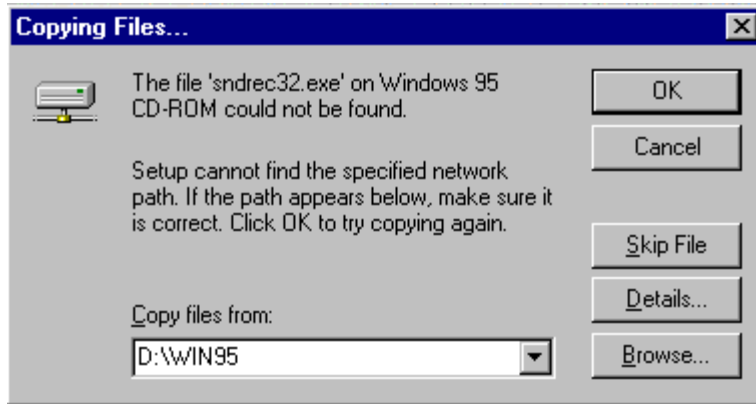 Copying Files...
The file 'sndrec32.exe' on Windows 95
CD-ROM could not be found.
Setup cannot find the specified network
path. If the path appears below, make sure it
is correct. Click OK to try copying again.
Copy files from:
D:\WIN95
OK
Cancel
Skip File
Details...
Browse...